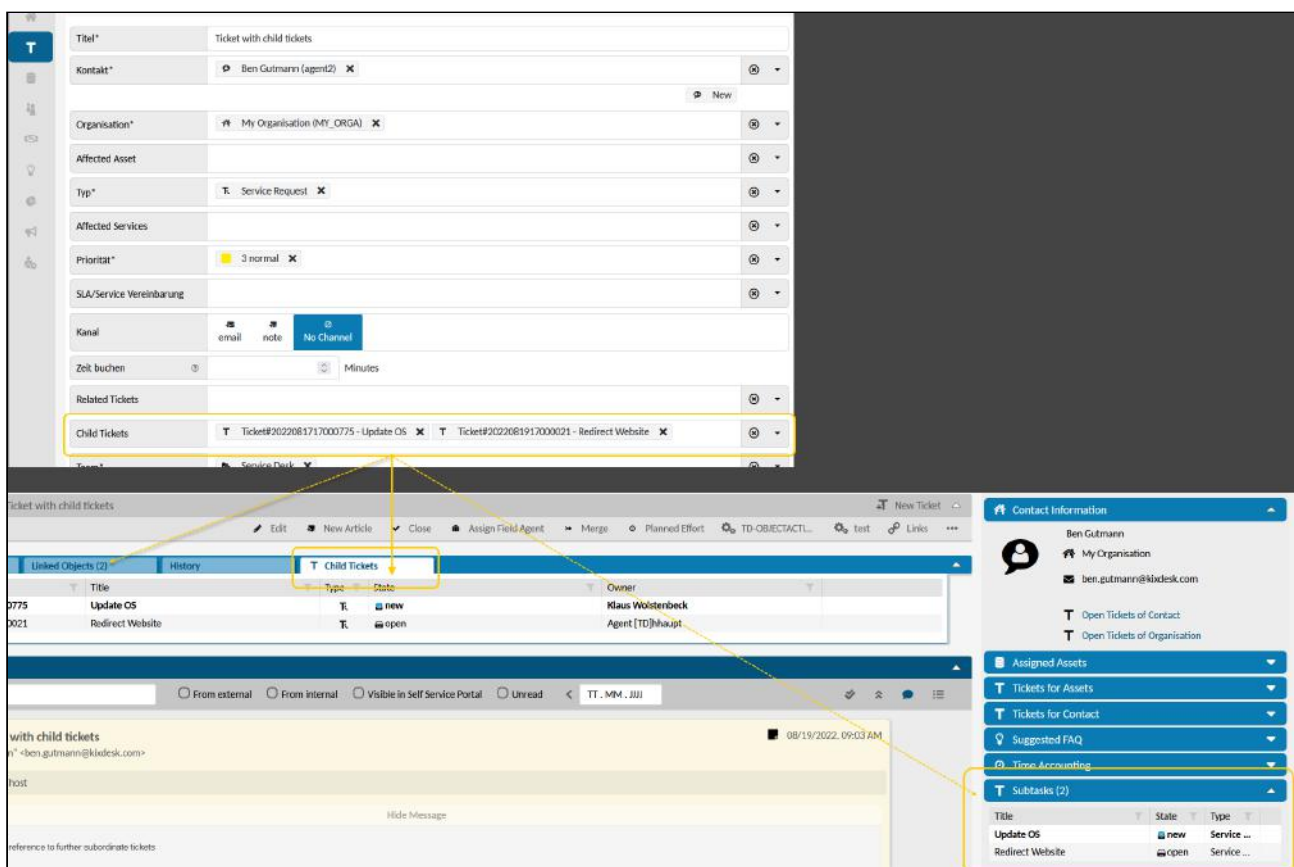 Titel* Ticket with child tickets
Kontakt* Ben Gutmann (agent2)
New
Organisation* My Organisation (MY_ORGA)
Affected Asset
Typ* Service Request
Affected Services
Priorität* 3 normal
SLA/Service Vereinbarung
Kanal email note No Channel
Zeit buchen Minutes
Related Tickets
Child Tickets Ticket#2022081717000775 - Update OS Ticket#2022081917000021 - Redirect Website
Team* Service Desk
Ticket with child tickets New Ticket
Edit New Article Close Assign Field Agent Merge Planned Effort TD-OBJECTACTI... test Links
Linked Objects (2) History Child Tickets
Title Type State Owner
0775 Update OS new Klaus Wolstenbeck
0021 Redirect Website open Agent [TD]hhaupt
From external From internal Visible in Self Service Portal Unread TT . MM . JJJJ
with child tickets 08/19/2022, 09:03 AM
n" <ben.gutmann@kixdesk.com>
host
Hide Message
reference to further subordinate tickets
Contact Information
Ben Gutmann
My Organisation
ben.gutmann@kixdesk.com
Open Tickets of Contact
Open Tickets of Organisation
Assigned Assets
Tickets for Assets
Tickets for Contact
Suggested FAQ
Time Accounting
Subtasks (2)
Title State Type
Update OS new Service ...
Redirect Website open Service ...